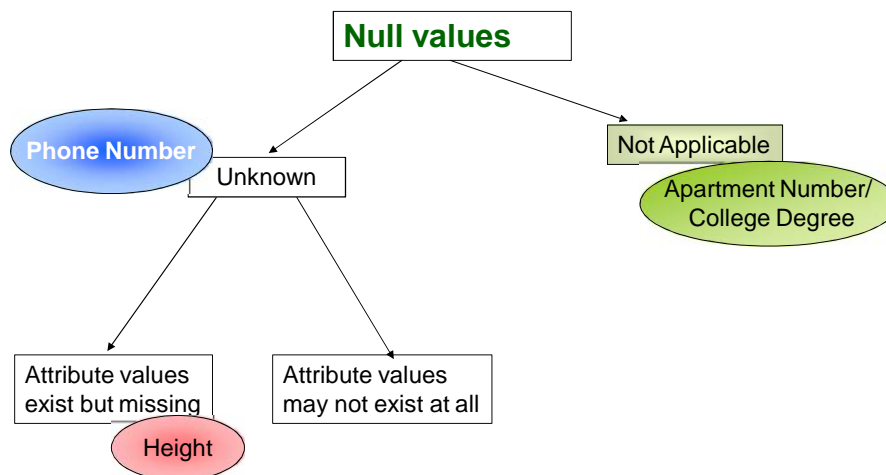 Null values
Phone Number
Unknown
Not Applicable
Apartment Number/
College Degree
Attribute values
exist but missing
Height
Attribute values
may not exist at all